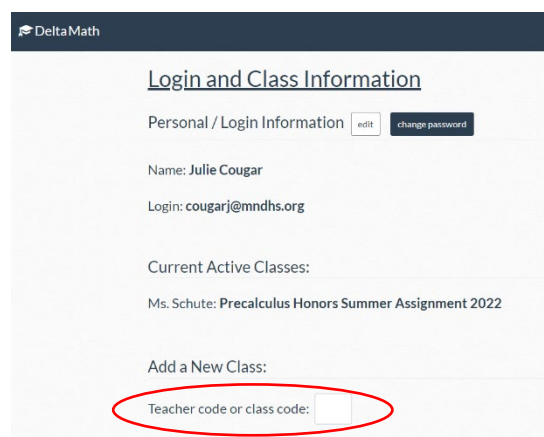 DeltaMath
Login and Class Information
Personal / Login Information edit change password
Name: Julie Cougar
Login: cougarj@mndhs.org
Current Active Classes:
Ms. Schute: Precalculus Honors Summer Assignment 2022
Add a New Class:
Teacher code or class code: